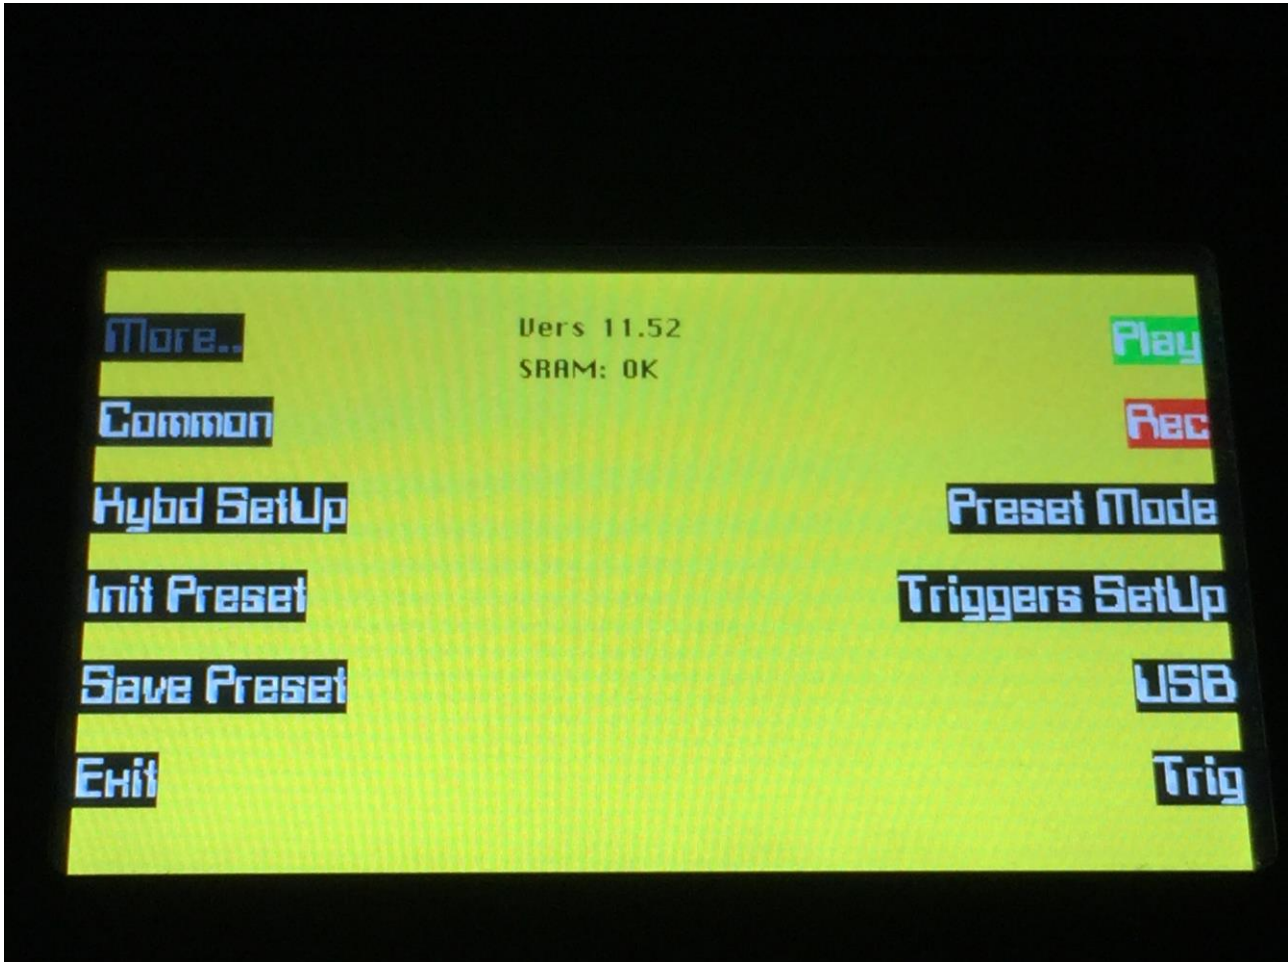 More..
Vers 11.52
Play
SRAM: OK
Common
Rec
Kybd SetUp
Preset Mode
Init Preset
Triggers SetUp
Save Preset
USB
Exit
Trig